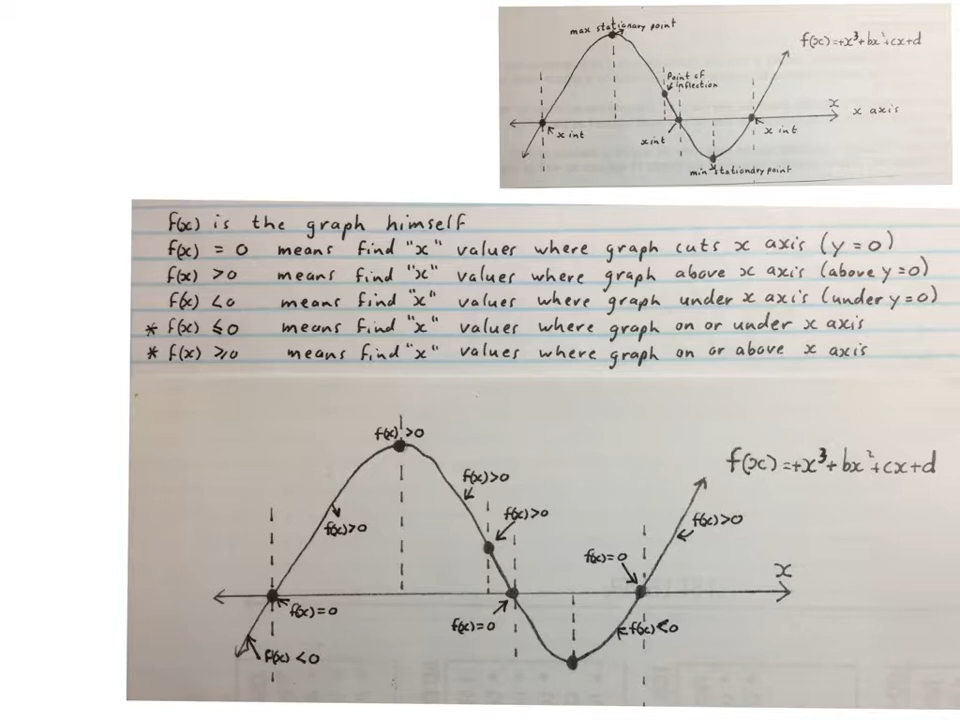 max stationary point
f(x)=+x³+bx²+cx+d
Point of inflection
x
x axis
x int
x int
x int
min stationary point
f(x) is the graph himself
f(x) = 0 means find "x" values where graph cuts x axis (y = 0)
f(x) >0 means find "x" values where graph above x axis (above y=0)
f(x) <0 means find "x" values where graph under x axis (under y=0)
* f(x) ≤0 means find "x" values where graph on or under x axis
* f(x) ≥0 means find "x" values where graph on or above x axis
f(x) >0
f(x)=+x³+bx²+cx+d
f(x)>0
f(x)>0
f(x)>0
f(x)>0
f(x)=0
x
f(x)=0
f(x)=0
f(x)<0
f(x) <0